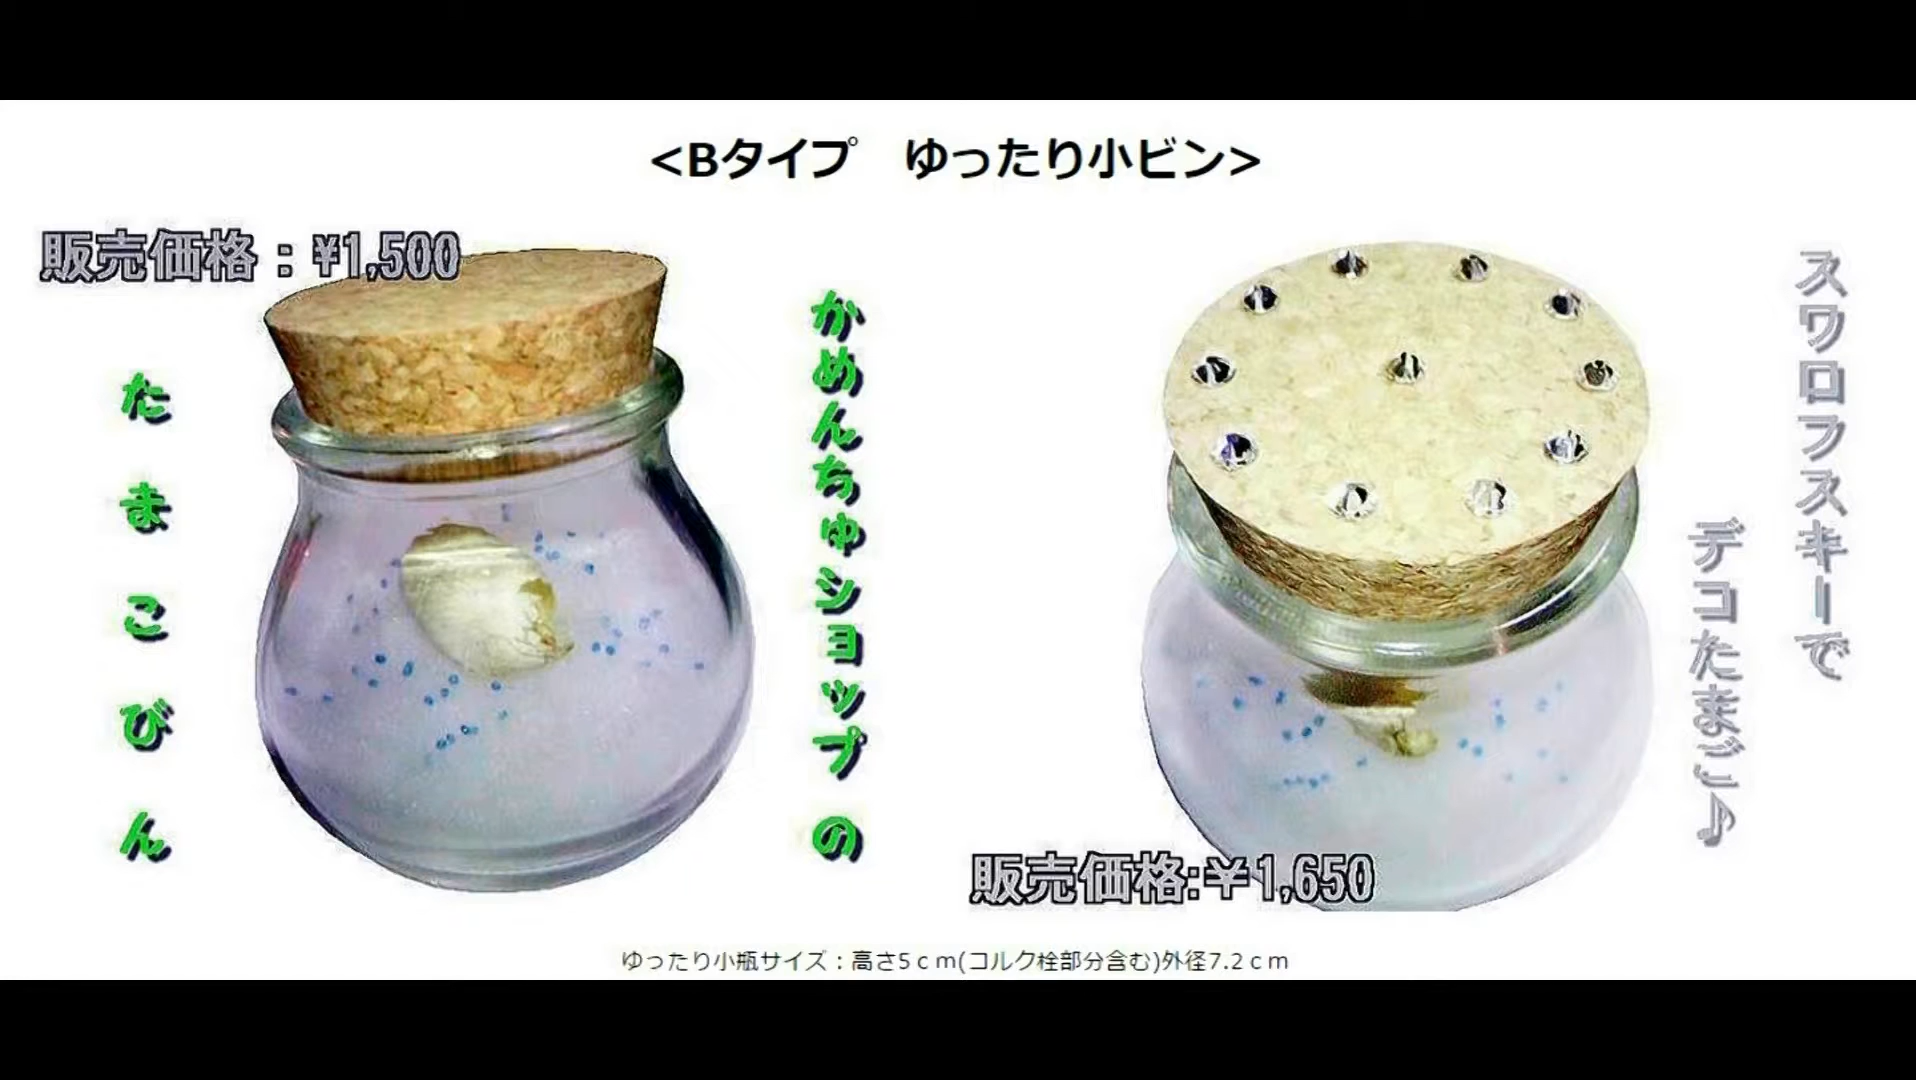 <Bタイプ　ゆったり小ビン>
販売価格：¥1,500
かめんちゅショップの
たまこびん
スワロフスキーで
デコたまご♪
販売価格:￥1,650
ゆったり小瓶サイズ：高さ5ｃｍ(コルク栓部分含む)外径7.2ｃｍ